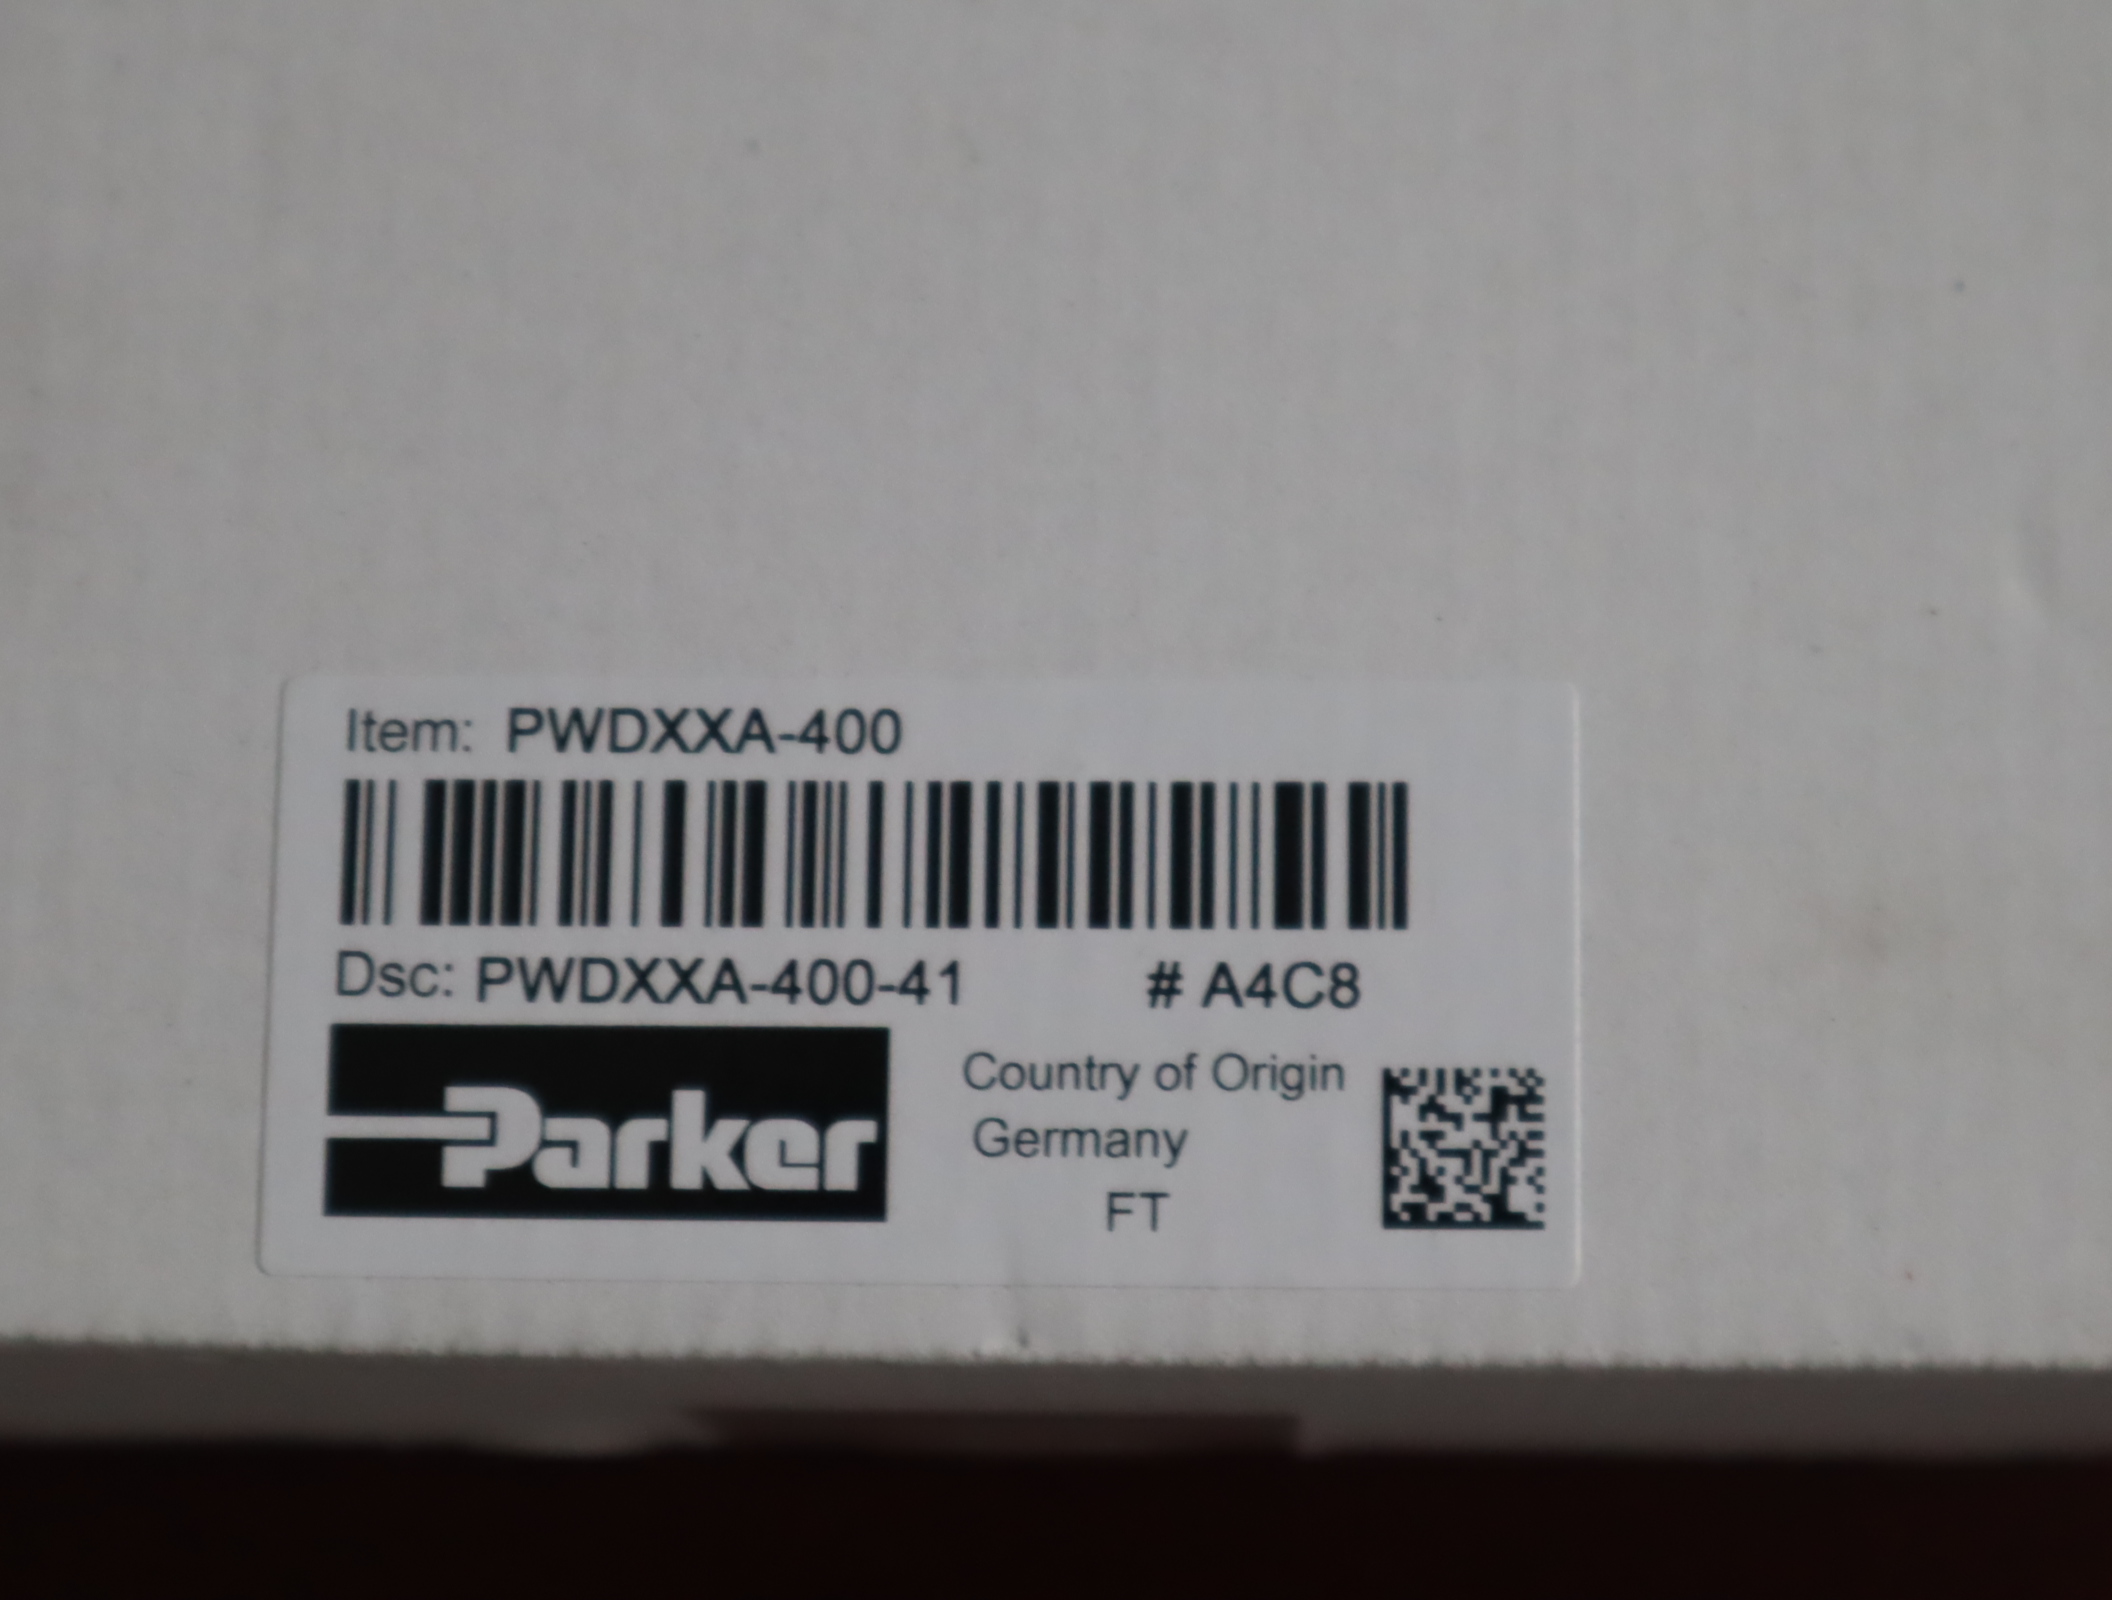 Item: PWDXXA-400
Dsc: PWDXXA-400-41 # A4C8
Parker
Country of Origin
Germany
FT